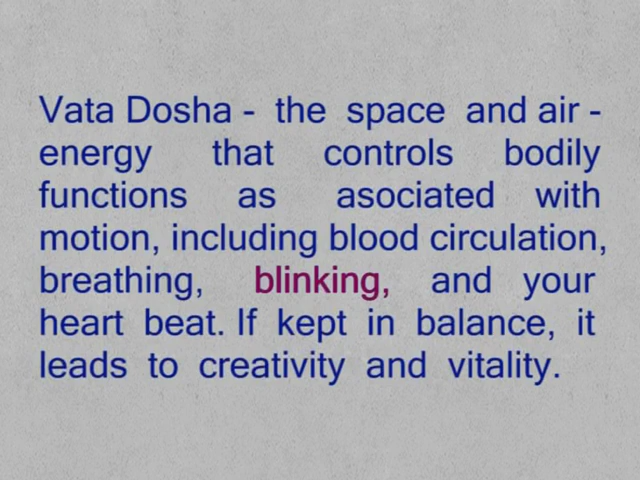 Vata Dosha - the space and air -
energy that controls bodily
functions as asociated with
motion, including blood circulation,
breathing, blinking, and your
heart beat. If kept in balance, it
leads to creativity and vitality.